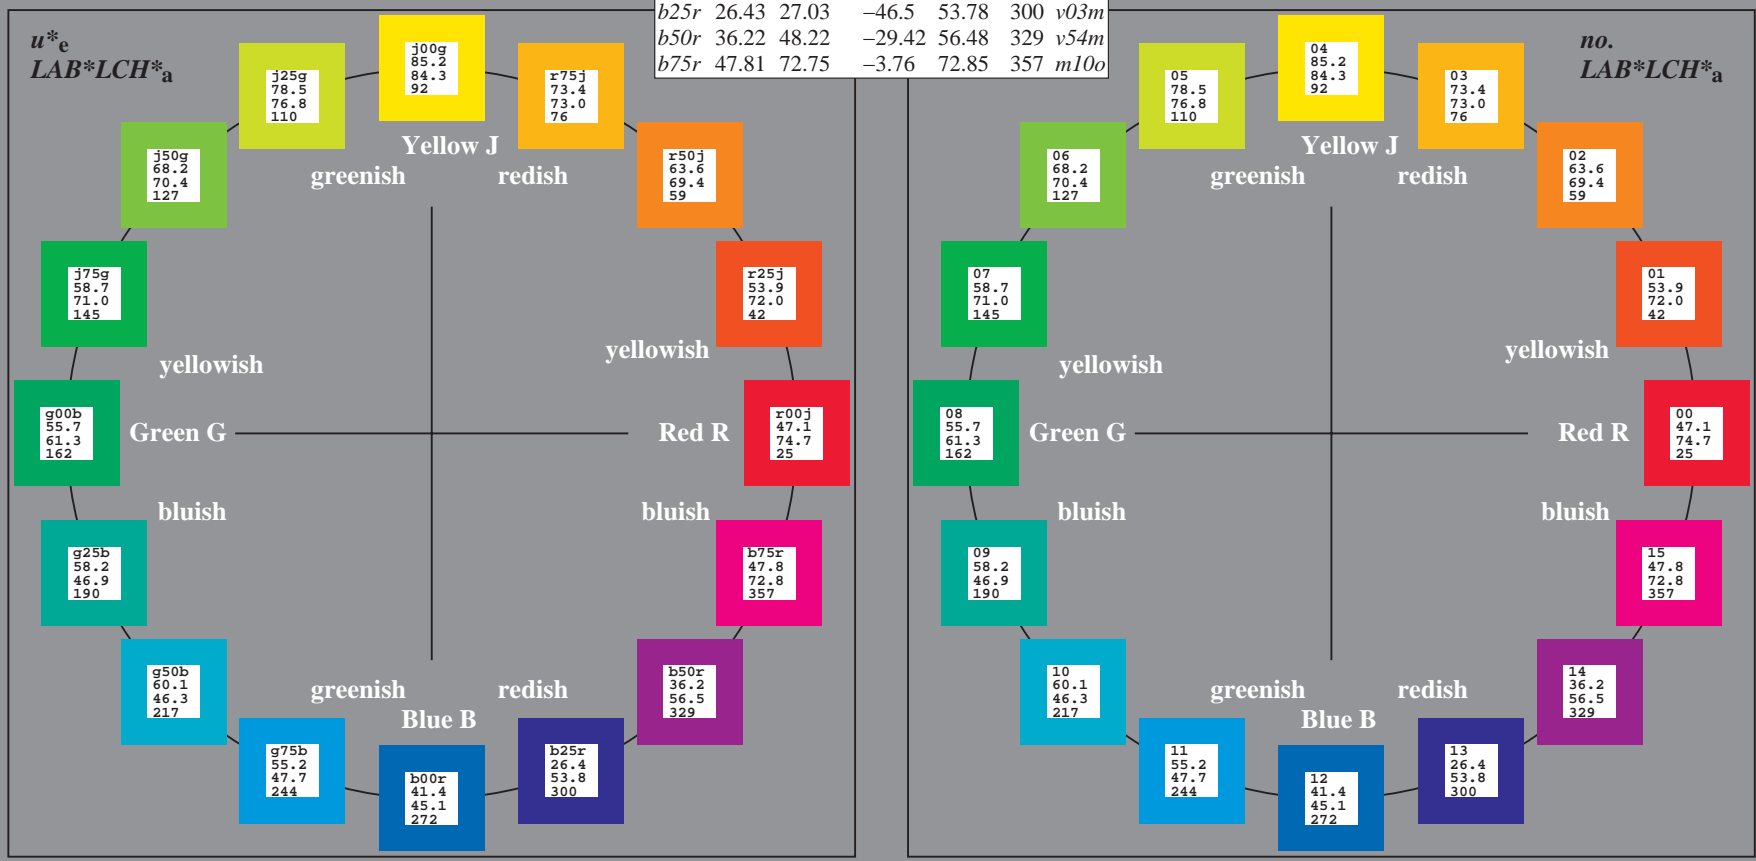 b25r 26.43 27.03 −46.5 53.78 300 v03m
b50r 36.22 48.22 −29.42 56.48 329 v54m
b75r 47.81 72.75 −3.76 72.85 357 m10o
u*e
LAB*LCH*a
j00g
85.2
84.3
92
j25g
78.5
76.8
110
r75j
73.4
73.0
76
Yellow J
greenish redish
j50g
68.2
70.4
127
r50j
63.6
69.4
59
j75g
58.7
71.0
145
r25j
53.9
72.0
42
yellowish yellowish
g00b
55.7
61.3
162
Green G
Red R
r00j
47.1
74.7
25
bluish bluish
g25b
58.2
46.9
190
b75r
47.8
72.8
357
g50b
60.1
46.3
217
b50r
36.2
56.5
329
greenish redish
Blue B
g75b
55.2
47.7
244
b00r
41.4
45.1
272
b25r
26.4
53.8
300
no.
LAB*LCH*a
04
85.2
84.3
92
05
78.5
76.8
110
03
73.4
73.0
76
Yellow J
greenish redish
06
68.2
70.4
127
02
63.6
69.4
59
07
58.7
71.0
145
01
53.9
72.0
42
yellowish yellowish
08
55.7
61.3
162
Green G
Red R
00
47.1
74.7
25
bluish bluish
09
58.2
46.9
190
15
47.8
72.8
357
10
60.1
46.3
217
14
36.2
56.5
329
greenish redish
Blue B
11
55.2
47.7
244
12
41.4
45.1
272
13
26.4
53.8
300